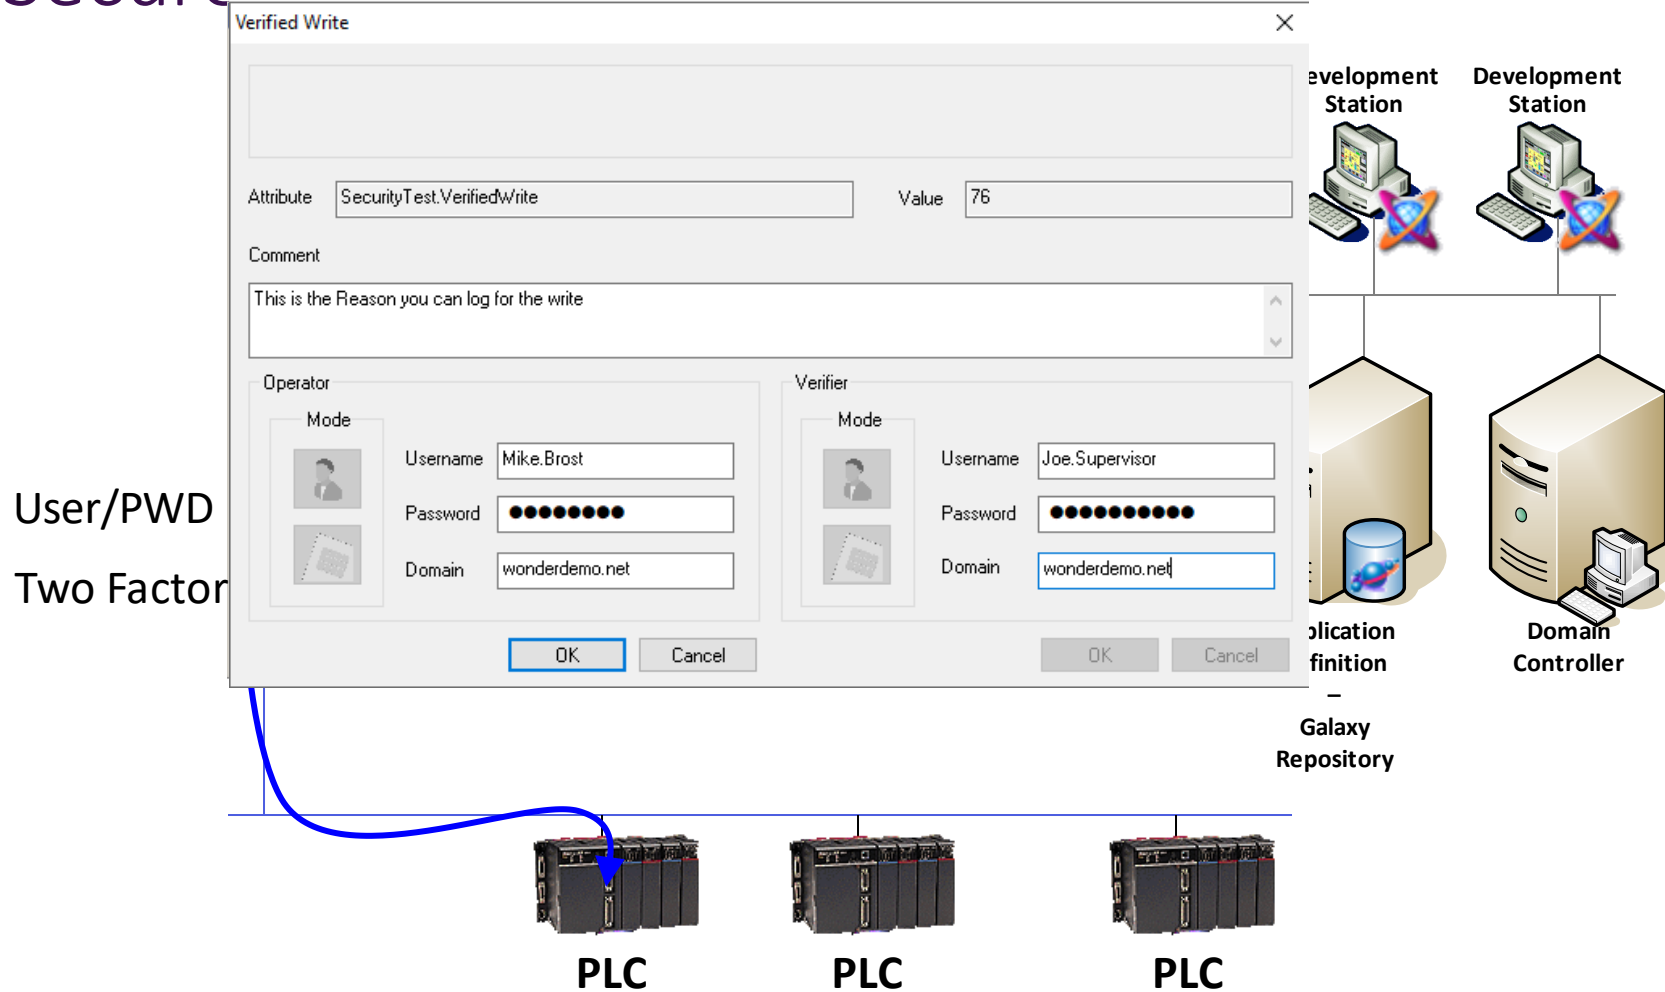 Verified Write
Attribute
SecurityTest.VerifiedWrite
Value
76
Comment
This is the Reason you can log for the write
Operator
Mode
Username
Mike.Brost
Password
●●●●●●●●
Domain
wonderdemo.net
OK
Cancel
Verifier
Mode
Username
Joe.Supervisor
Password
●●●●●●●●●●
Domain
wonderdemo.net
OK
Cancel
User/PWD
Two Factor
evelopment
Station
Development
Station
plication
finition
–
Galaxy
Repository
Domain
Controller
PLC
PLC
PLC